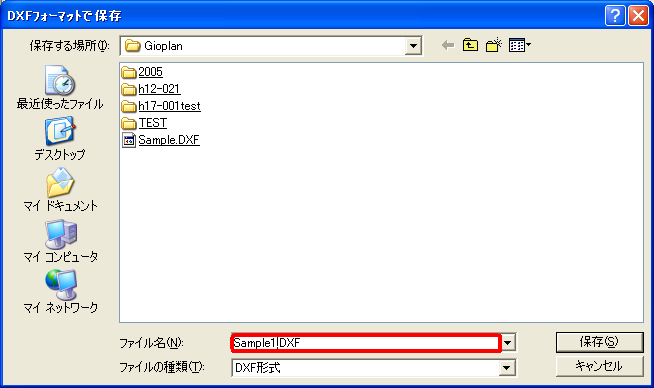 DXFフォーマットで保存
保存する場所(I): Gioplan
2005
h12-021
h17-001test
TEST
Sample.DXF
最近使ったファイル
デスクトップ
マイ ドキュメント
マイ コンピュータ
マイ ネットワーク
ファイル名(N): Sample1.DXF 保存(S)
ファイルの種類(T): DXF形式 キャンセル